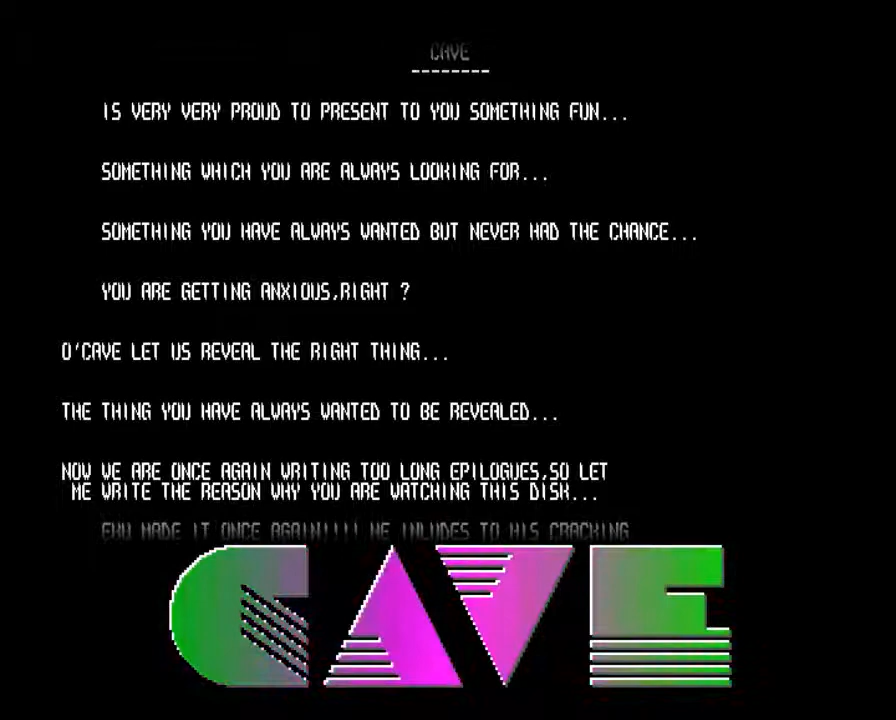 CAVE
--------
IS VERY VERY PROUD TO PRESENT TO YOU SOMETHING FUN...
SOMETHING WHICH YOU ARE ALWAYS LOOKING FOR...
SOMETHING YOU HAVE ALWAYS WANTED BUT NEVER HAD THE CHANCE...
YOU ARE GETTING ANXIOUS,RIGHT ?
O'CAVE LET US REVEAL THE RIGHT THING...
THE THING YOU HAVE ALWAYS WANTED TO BE REVEALED...
NOW WE ARE ONCE AGAIN WRITING TOO LONG EPILOGUES,SO LET
ME WRITE THE REASON WHY YOU ARE WATCHING THIS DISK...
MADE IT ONCE AGAIN!!!! HE INLUDES TO HIS CRACKING
CAVE